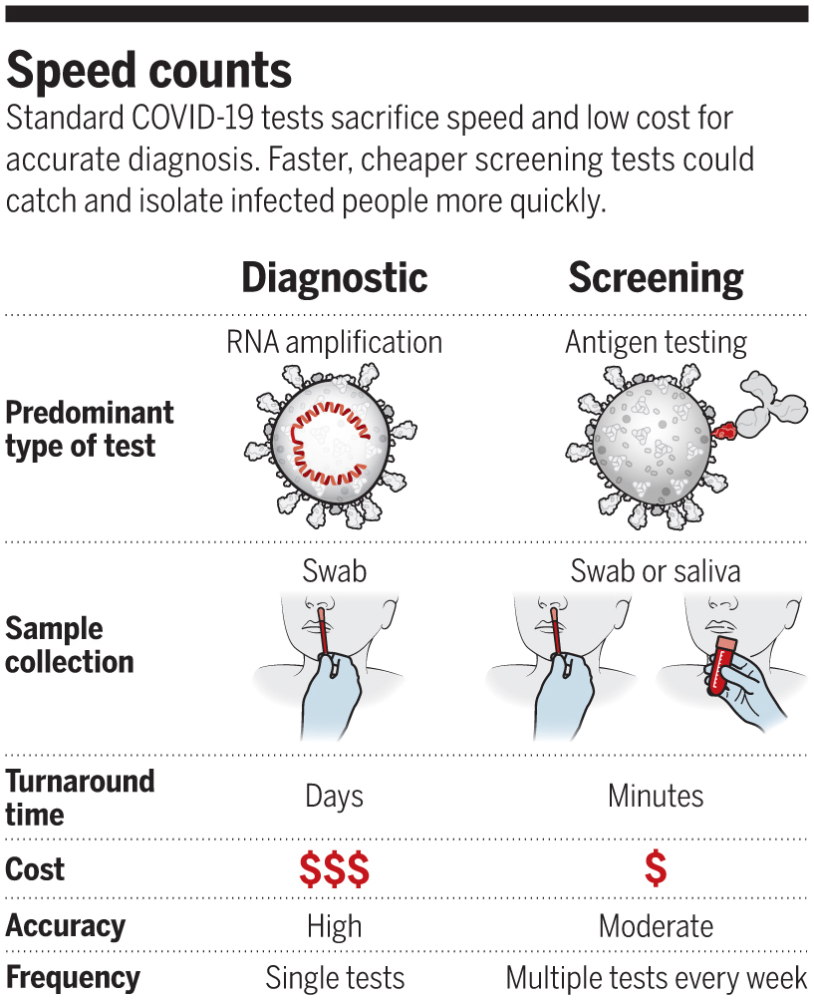 Speed counts
Standard COVID-19 tests sacrifice speed and low cost for
accurate diagnosis. Faster, cheaper screening tests could
catch and isolate infected people more quickly.
Diagnostic Screening
RNA amplification Antigen testing
Predominant
type of test
Swab Swab or saliva
Sample
collection
Turnaround
time
Days Minutes
Cost $$$ $
Accuracy High Moderate
Frequency Single tests Multiple tests every week